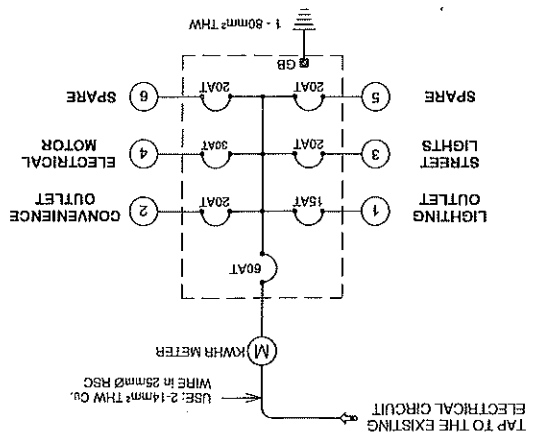 TAP TO THE EXISTING
ELECTRICAL CIRCUIT
USE: 2-14mm² THW Cu.
WIRE in 25mmØ RSC
M
KWHR METER
60AT
LIGHTING
OUTLET
1
15AT
20AT
2
CONVENIENCE
OUTLET
STREET
LIGHTS
3
20AT
30AT
4
ELECTRICAL
MOTOR
SPARE
5
20AT
20AT
6
SPARE
GB
1 - 80mm² THW